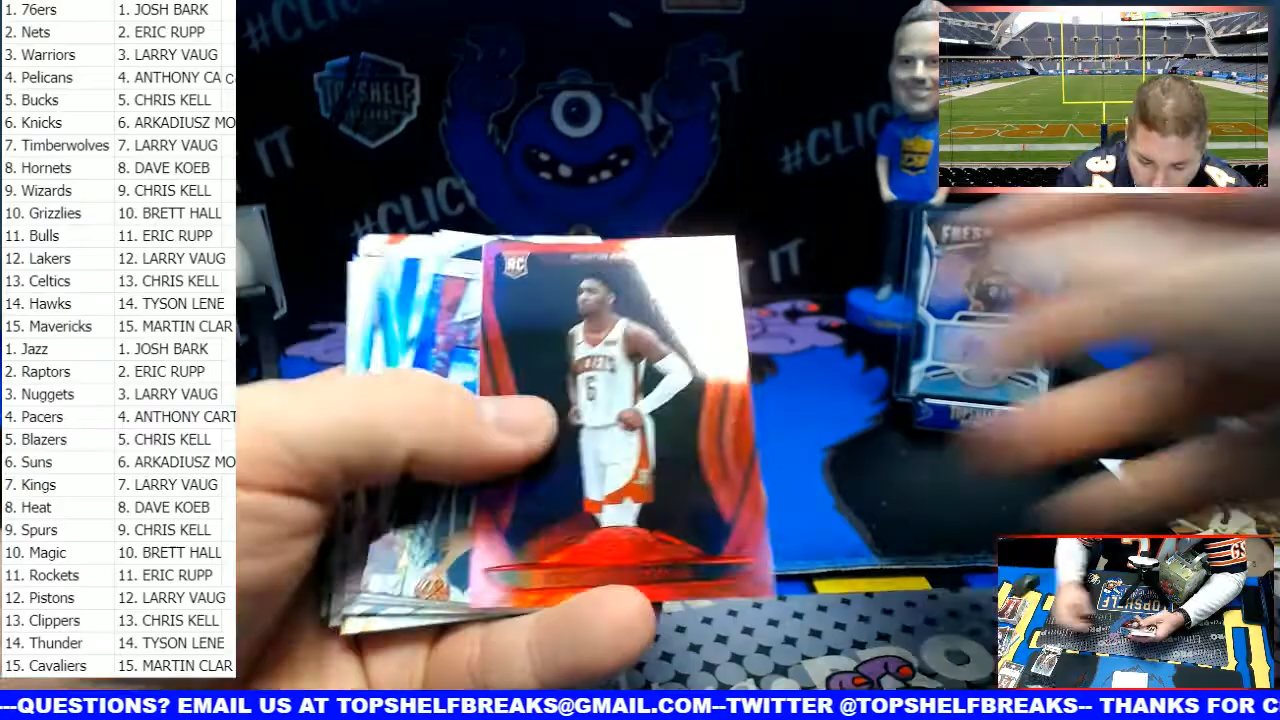 1. 76ers 1. JOSH BARK
2. Nets 2. ERIC RUPP
3. Warriors 3. LARRY VAUG
4. Pelicans 4. ANTHONY CA
5. Bucks 5. CHRIS KELL
6. Knicks 6. ARKADIUSZ MO
7. Timberwolves 7. LARRY VAUG
8. Hornets 8. DAVE KOEB
9. Wizards 9. CHRIS KELL
10. Grizzlies 10. BRETT HALL
11. Bulls 11. ERIC RUPP
12. Lakers 12. LARRY VAUG
13. Celtics 13. CHRIS KELL
14. Hawks 14. TYSON LENE
15. Mavericks 15. MARTIN CLAR
1. Jazz 1. JOSH BARK
2. Raptors 2. ERIC RUPP
3. Nuggets 3. LARRY VAUG
4. Pacers 4. ANTHONY CART
5. Blazers 5. CHRIS KELL
6. Suns 6. ARKADIUSZ MO
7. Kings 7. LARRY VAUG
8. Heat 8. DAVE KOEB
9. Spurs 9. CHRIS KELL
10. Magic 10. BRETT HALL
11. Rockets 11. ERIC RUPP
12. Pistons 12. LARRY VAUG
13. Clippers 13. CHRIS KELL
14. Thunder 14. TYSON LENE
15. Cavaliers 15. MARTIN CLAR
#CLICK
TOPSHELF
#CLICK
IT
#CLICK
IT
RC
6
TOPSHELF
---QUESTIONS? EMAIL US AT TOPSHELFBREAKS@GMAIL.COM--TWITTER @TOPSHELFBREAKS-- THANKS FOR C